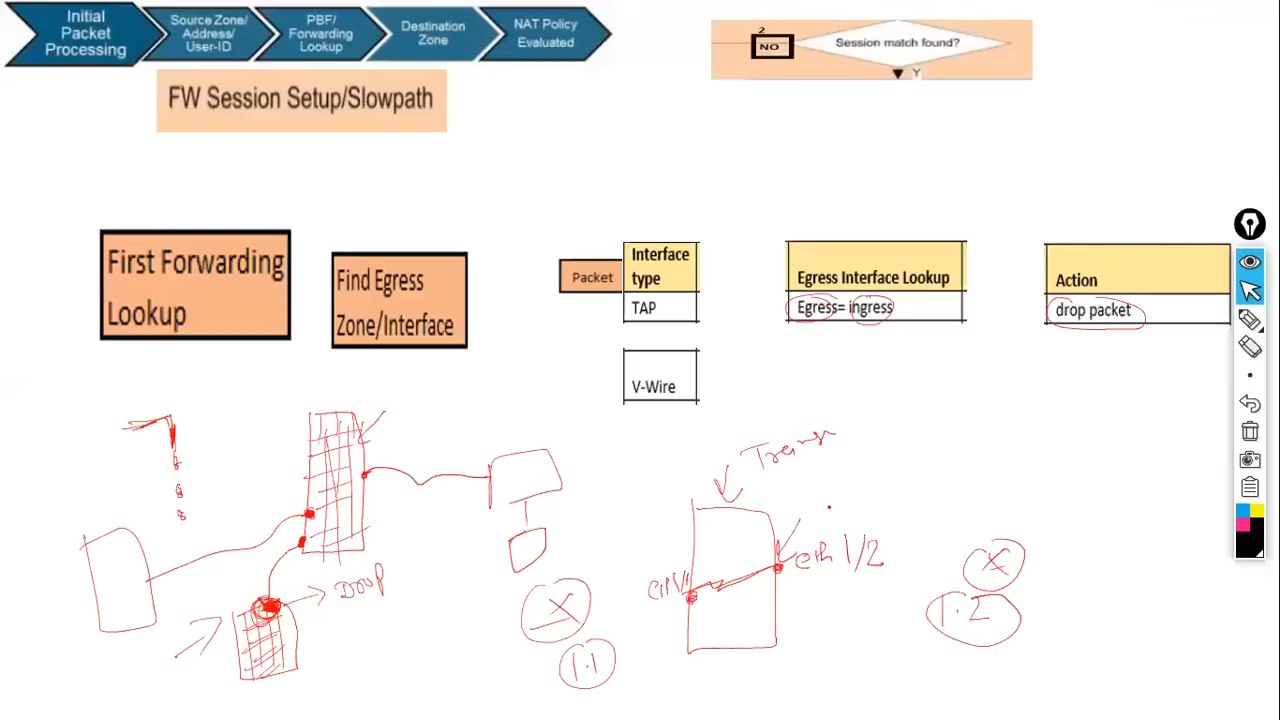 Initial
Packet
Processing
Source Zone/
Address/
User-ID
PBF/
Forwarding
Lookup
Destination
Zone
NAT Policy
Evaluated
2
NO
Session match found?
Y
FW Session Setup/Slowpath
First Forwarding
Lookup
Find Egress
Zone/Interface
Packet
Interface
type
TAP
V-Wire
Egress Interface Lookup
Egress= ingress
Action
drop packet
Trans
eth 1/2
Drop
X
1.1
X
1.2